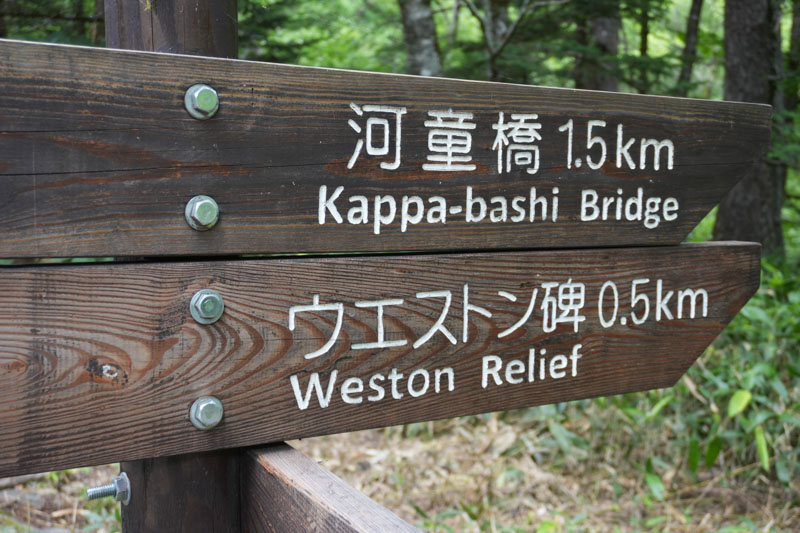 河童橋 1.5km
Kappa-bashi Bridge
ウエストン碑 0.5km
Weston Relief